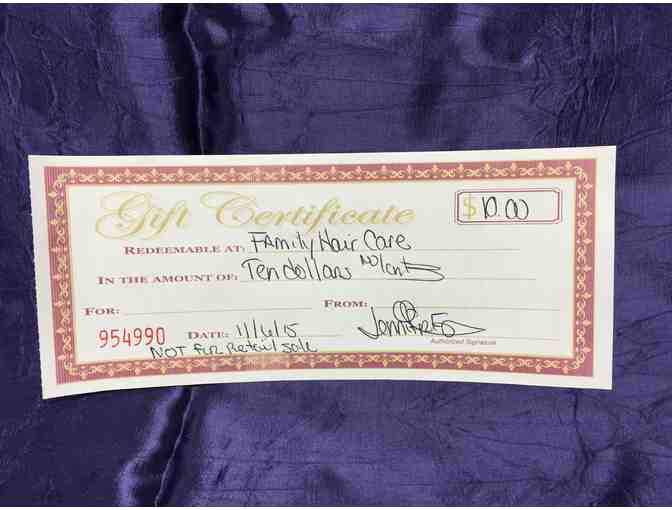 Gift Certificate $10.00
REDEEMABLE AT: Family Hair Care
IN THE AMOUNT OF: Ten dollars no/cnts
FOR: FROM:
954990 DATE: 11/6/15
Authorized Signature
NOT for Retail Sale